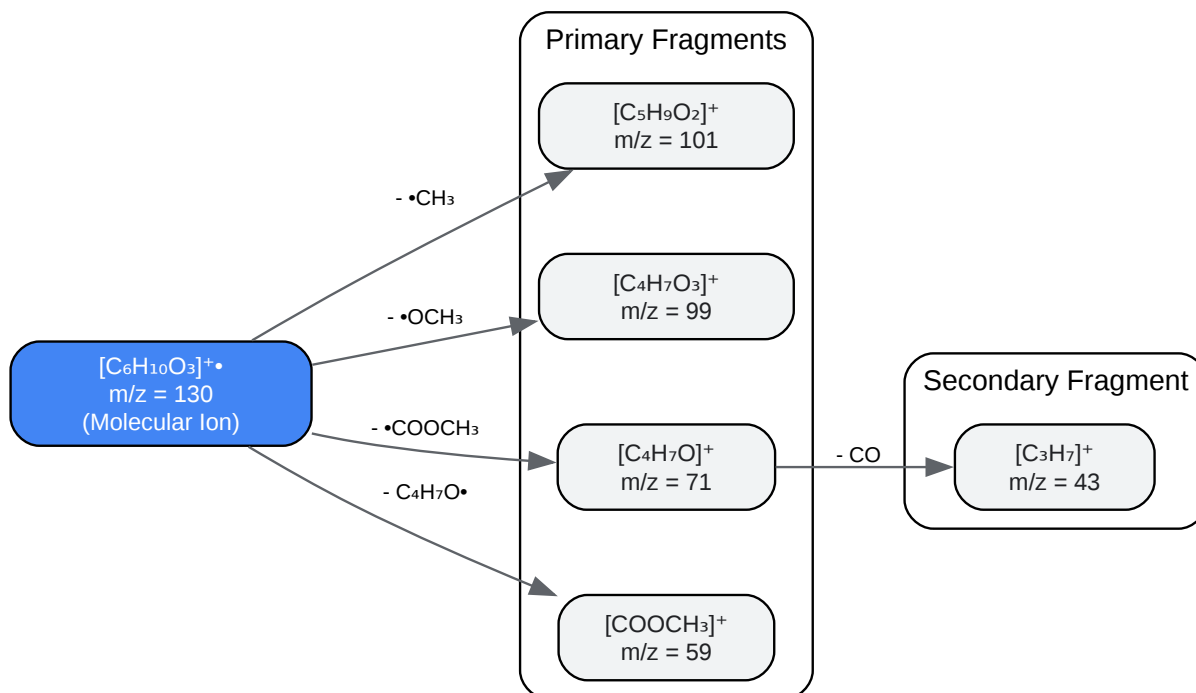 Primary Fragments
[C₅H₉O₂]⁺
m/z = 101
- •CH₃
[C₄H₇O₃]⁺
m/z = 99
- •OCH₃
[C₆H₁₀O₃]⁺•
m/z = 130
(Molecular Ion)
- •COOCH₃
[C₄H₇O]⁺
m/z = 71
- CO
Secondary Fragment
[C₃H₇]⁺
m/z = 43
- C₄H₇O•
[COOCH₃]⁺
m/z = 59